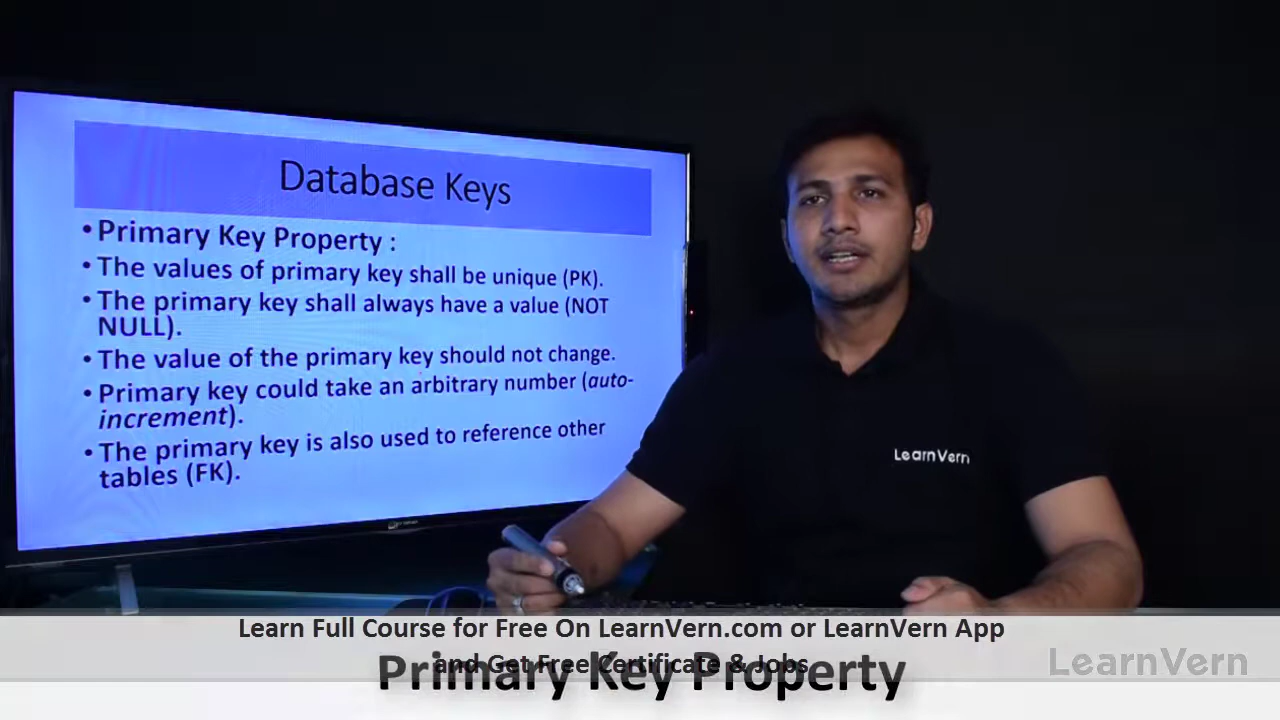 Database Keys
• Primary Key Property :
• The values of primary key shall be unique (PK).
• The primary key shall always have a value (NOT
NULL).
• The value of the primary key should not change.
• Primary key could take an arbitrary number (auto-
increment).
• The primary key is also used to reference other
tables (FK).
LearnVern
Learn Full Course for Free On LearnVern.com or LearnVern App
and Get Free Certificate & Jobs
Primary Key Property
LearnVern